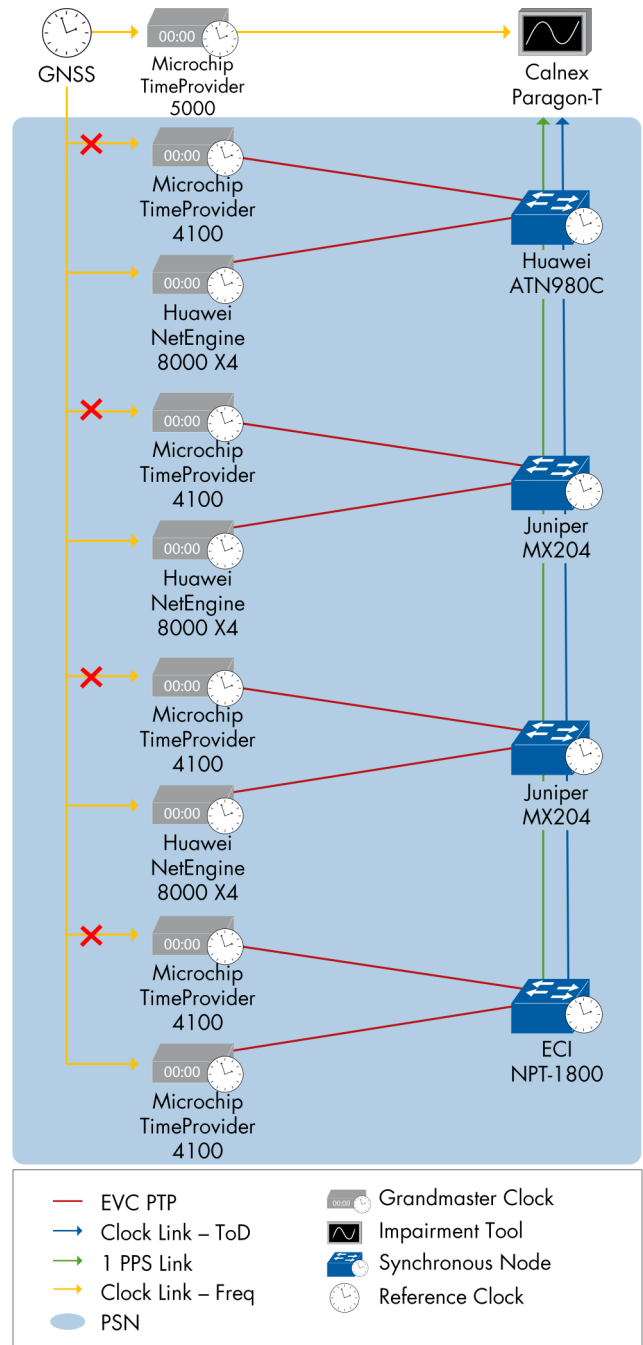 GNSS
00:00
Microchip
TimeProvider
5000
Calnex
Paragon-T
00:00
Microchip
TimeProvider
4100
Huawei
ATN980C
00:00
Huawei
NetEngine
8000 X4
00:00
Microchip
TimeProvider
4100
Juniper
MX204
00:00
Huawei
NetEngine
8000 X4
00:00
Microchip
TimeProvider
4100
Juniper
MX204
00:00
Huawei
NetEngine
8000 X4
00:00
Microchip
TimeProvider
4100
ECI
NPT-1800
00:00
Microchip
TimeProvider
4100
EVC PTP
Clock Link – ToD
1 PPS Link
Clock Link – Freq
PSN
00:00
Grandmaster Clock
Impairment Tool
Synchronous Node
Reference Clock